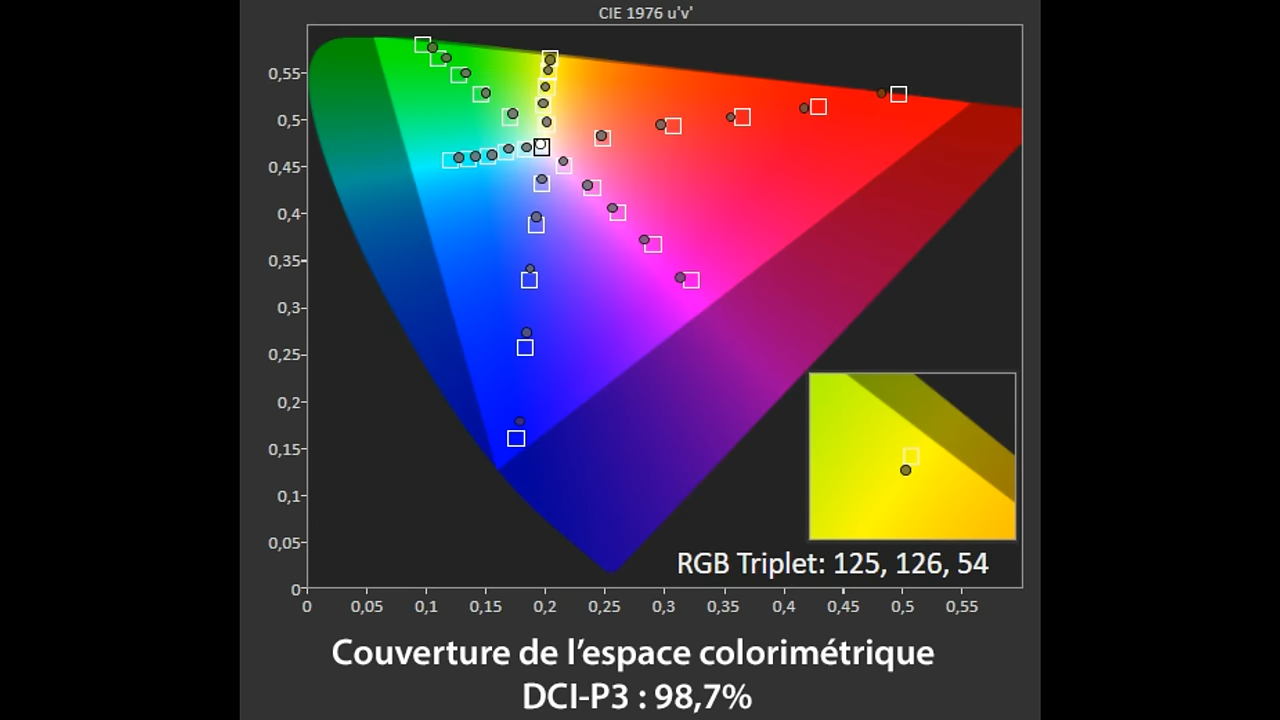 CIE 1976 u'v'
0,55
0,5
0,45
0,4
0,35
0,3
0,25
0,2
0,15
0,1
0,05
0
0 0,05 0,1 0,15 0,2 0,25 0,3 0,35 0,4 0,45 0,5 0,55
RGB Triplet: 125, 126, 54
Couverture de l’espace colorimétrique
DCI-P3 : 98,7%